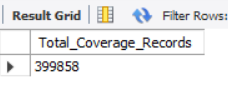 Result Grid Filter Rows:
Total_Coverage_Records
399858